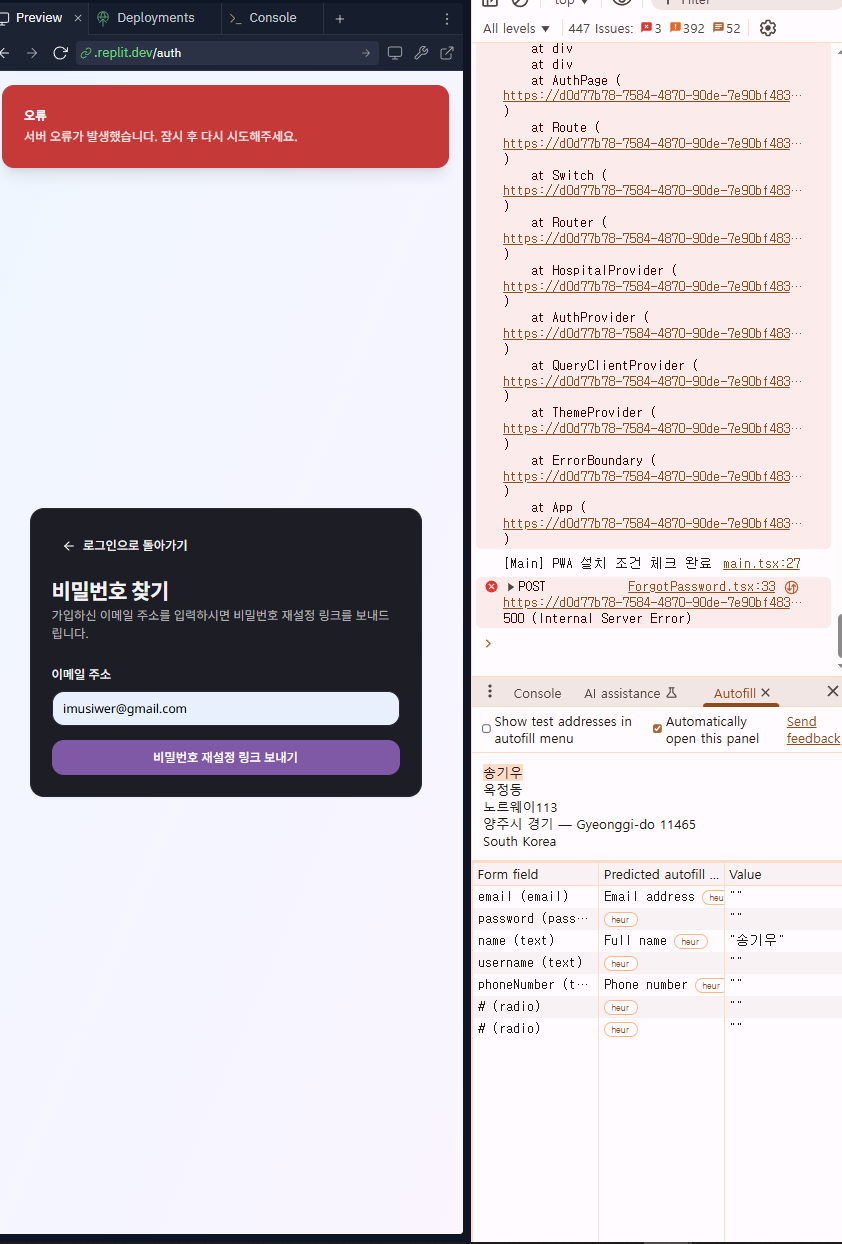 Preview
Deployments
Console
.replit.dev/auth
오류
서버 오류가 발생했습니다. 잠시 후 다시 시도해주세요.
로그인으로 돌아가기
비밀번호 찾기
가입하신 이메일 주소를 입력하시면 비밀번호 재설정 링크를 보내드
립니다.
이메일 주소
imusiwer@gmail.com
비밀번호 재설정 링크 보내기
top
Filter
All levels 447 Issues: 3 392 52
at div
at div
at AuthPage (
https://d0d77b78-7584-4870-90de-7e90bf483…
)
at Route (
https://d0d77b78-7584-4870-90de-7e90bf483…
)
at Switch (
https://d0d77b78-7584-4870-90de-7e90bf483…
)
at Router (
https://d0d77b78-7584-4870-90de-7e90bf483…
)
at HospitalProvider (
https://d0d77b78-7584-4870-90de-7e90bf483…
)
at AuthProvider (
https://d0d77b78-7584-4870-90de-7e90bf483…
)
at QueryClientProvider (
https://d0d77b78-7584-4870-90de-7e90bf483…
)
at ThemeProvider (
https://d0d77b78-7584-4870-90de-7e90bf483…
)
at ErrorBoundary (
https://d0d77b78-7584-4870-90de-7e90bf483…
)
at App (
https://d0d77b78-7584-4870-90de-7e90bf483…
)
[Main] PWA 설치 조건 체크 완료 main.tsx:27
POST ForgotPassword.tsx:33
https://d0d77b78-7584-4870-90de-7e90bf483…
500 (Internal Server Error)
Console AI assistance Autofill
Show test addresses in
autofill menu
Automatically
open this panel
Send
feedback
송기우
옥정동
노르웨이113
양주시 경기 — Gyeonggi-do 11465
South Korea
Form field Predicted autofill ... Value
email (email) Email address heu ""
password (pass… heur ""
name (text) Full name heur "송기우"
username (text) heur ""
phoneNumber (t… Phone number heur ""
# (radio) heur ""
# (radio) heur ""